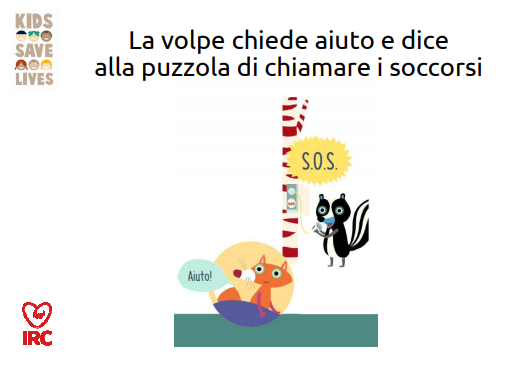 KIDS
SAVE
LIVES
La volpe chiede aiuto e dice
alla puzzola di chiamare i soccorsi
S.O.S.
Aiuto!
IRC